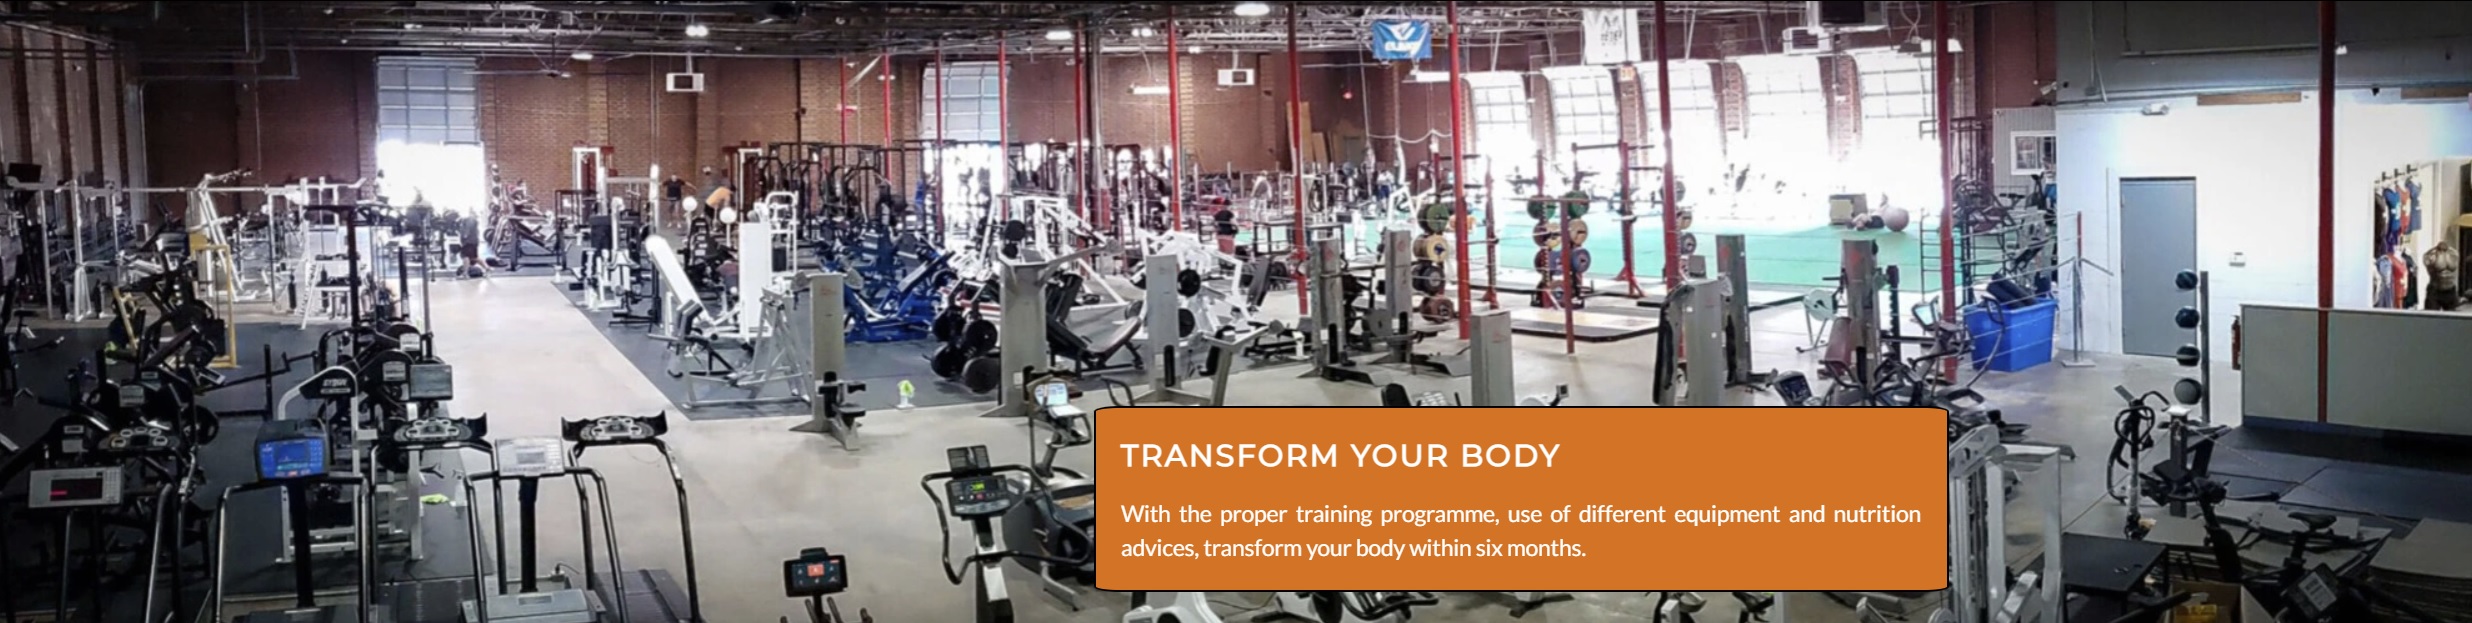 TRANSFORM YOUR BODY
With the proper training programme, use of different equipment and nutrition
advices, transform your body within six months.